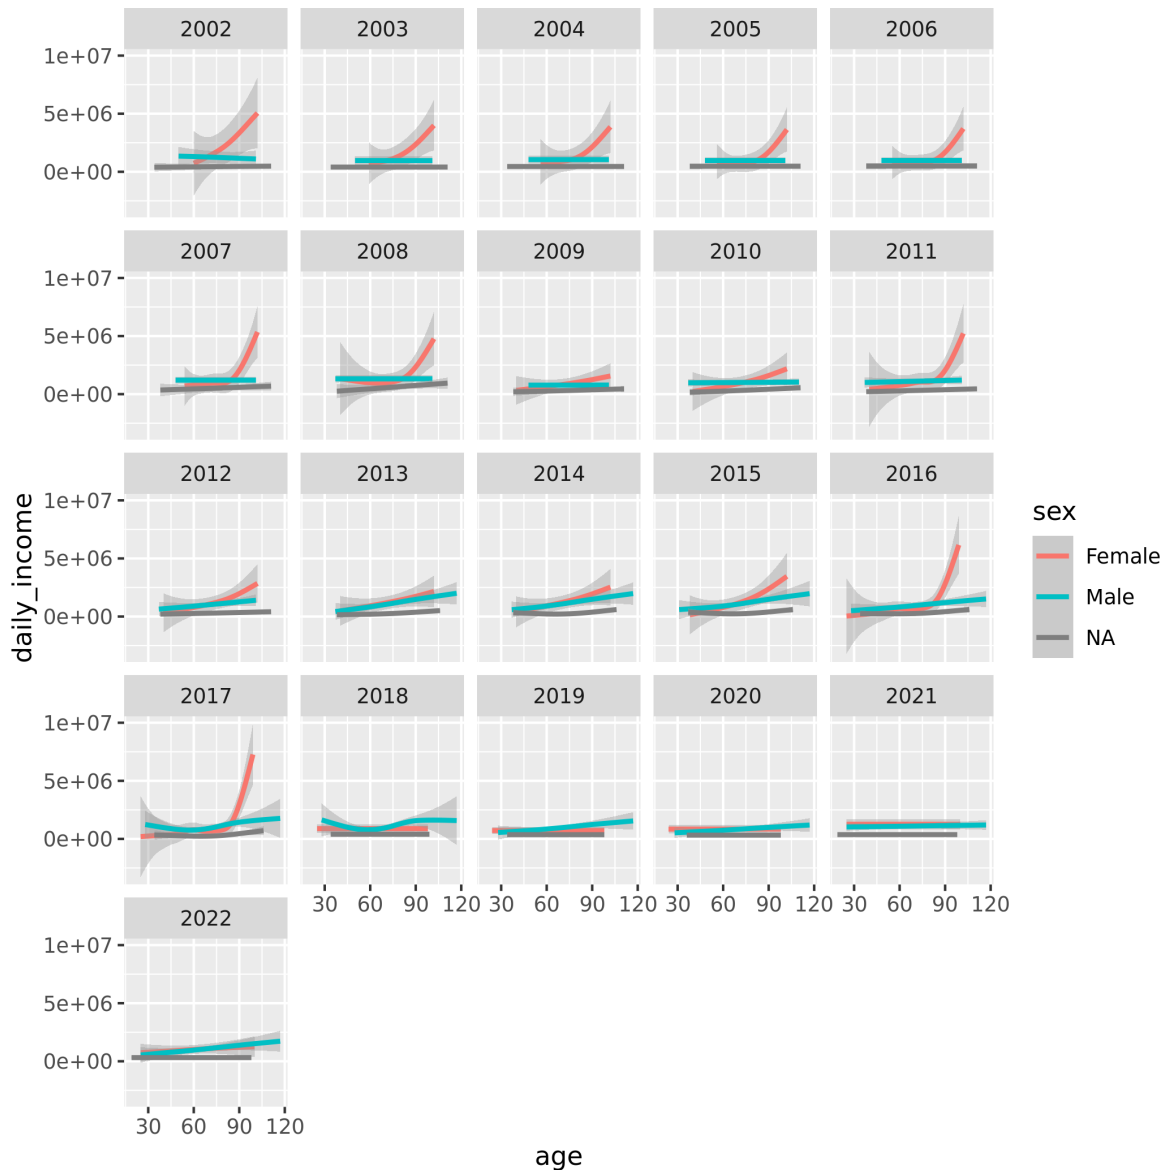 2002 2003 2004 2005 2006
1e+07
5e+06
0e+00
2007 2008 2009 2010 2011
1e+07
5e+06
0e+00
2012 2013 2014 2015 2016
1e+07
5e+06
0e+00
2017 2018 2019 2020 2021
1e+07
5e+06
0e+00
30 60 90 120 30 60 90 120 30 60 90 120 30 60 90 120
2022
1e+07
5e+06
0e+00
30 60 90 120
age
daily_income
sex
Female
Male
NA